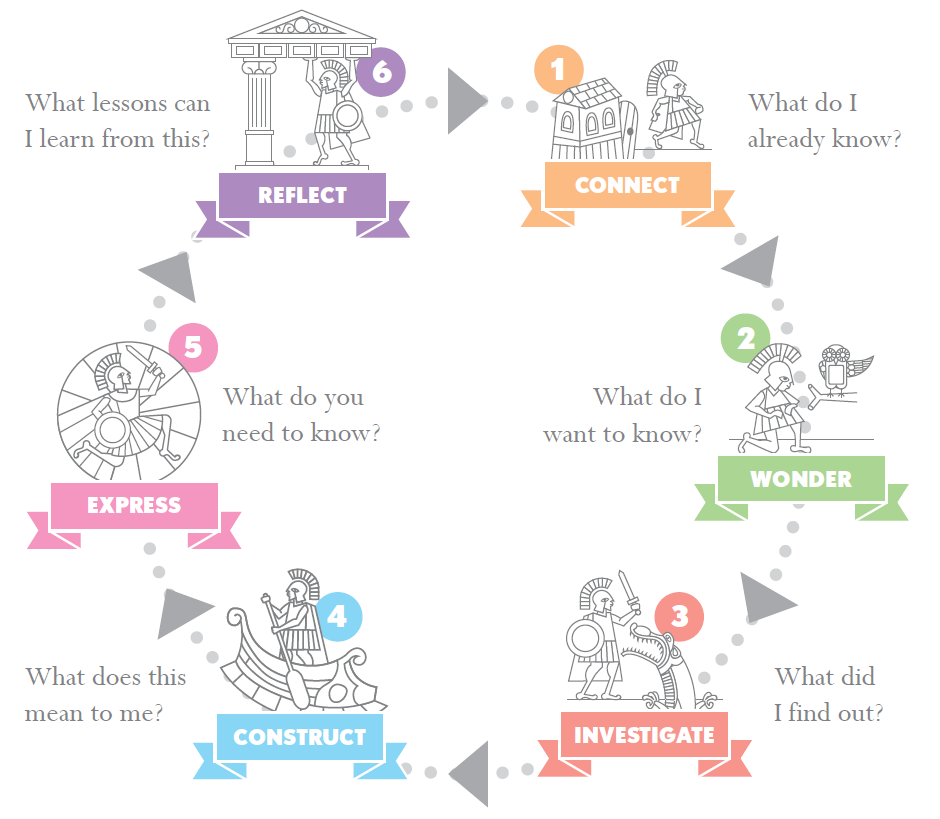 1
CONNECT
What do I
already know?
2
WONDER
What do I
want to know?
3
INVESTIGATE
What did
I find out?
4
CONSTRUCT
What does this
mean to me?
5
EXPRESS
What do you
need to know?
6
REFLECT
What lessons can
I learn from this?